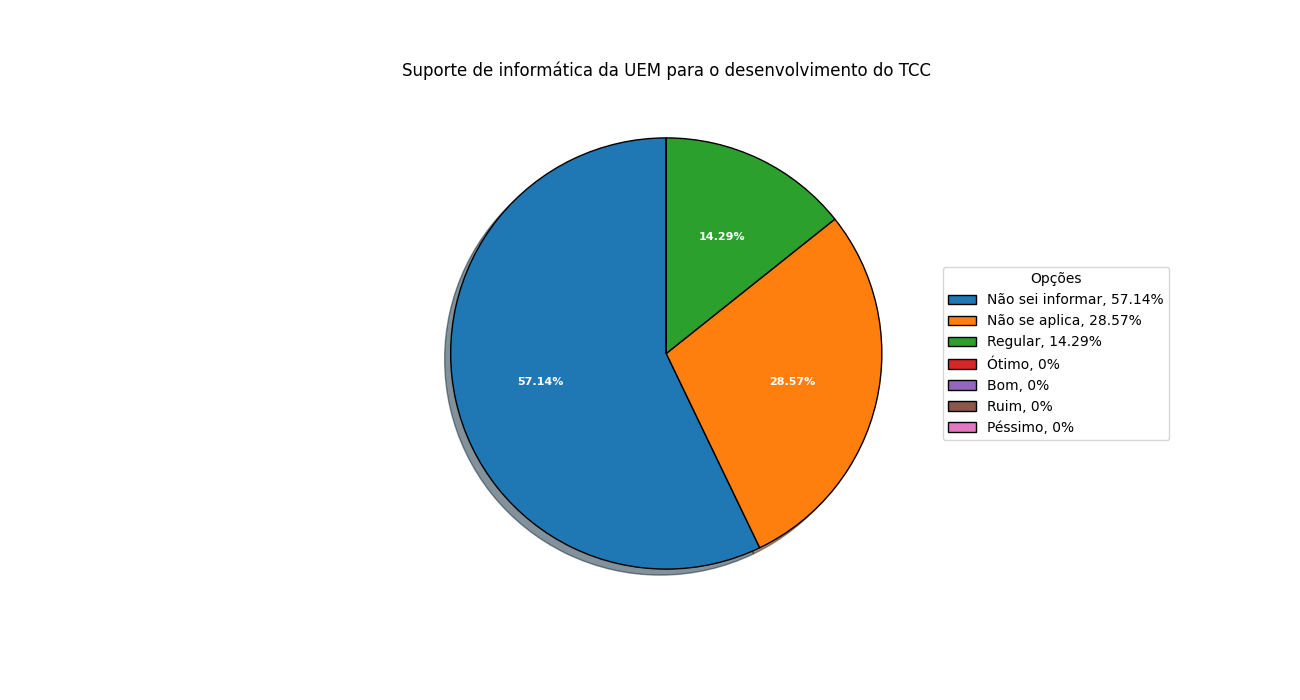 Suporte de informática da UEM para o desenvolvimento do TCC
14.29%
57.14%
28.57%
Opções
Não sei informar, 57.14%
Não se aplica, 28.57%
Regular, 14.29%
Ótimo, 0%
Bom, 0%
Ruim, 0%
Péssimo, 0%